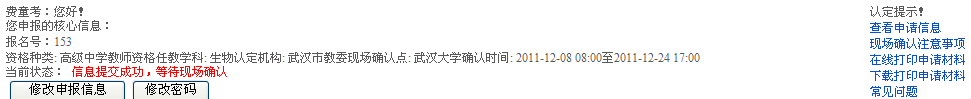 费童考：您好！
您申报的核心信息：
报名号：153
资格种类: 高级中学教师资格任教学科: 生物认定机构: 武汉市教委现场确认点: 武汉大学确认时间: 2011-12-08 08:00至2011-12-24 17:00
当前状态： 信息提交成功，等待现场确认
修改申报信息 修改密码
认定提示！
查看申请信息
现场确认注意事项
在线打印申请材料
下载打印申请材料
常见问题